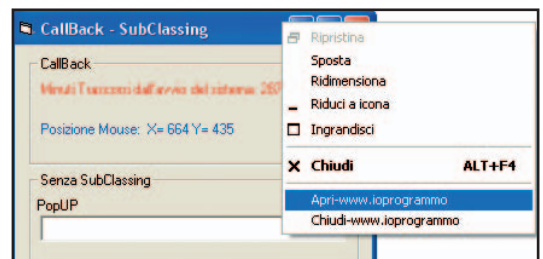 CallBack - SubClassing
CallBack
Minuti Trascorsi dall'avvio del sistema: 287
Posizione Mouse: X= 664 Y= 435
Senza SubClassing
PopUP
Ripristina
Sposta
Ridimensiona
Riduci a icona
Ingrandisci
Chiudi ALT+F4
Apri-www.ioprogrammo
Chiudi-www.ioprogrammo